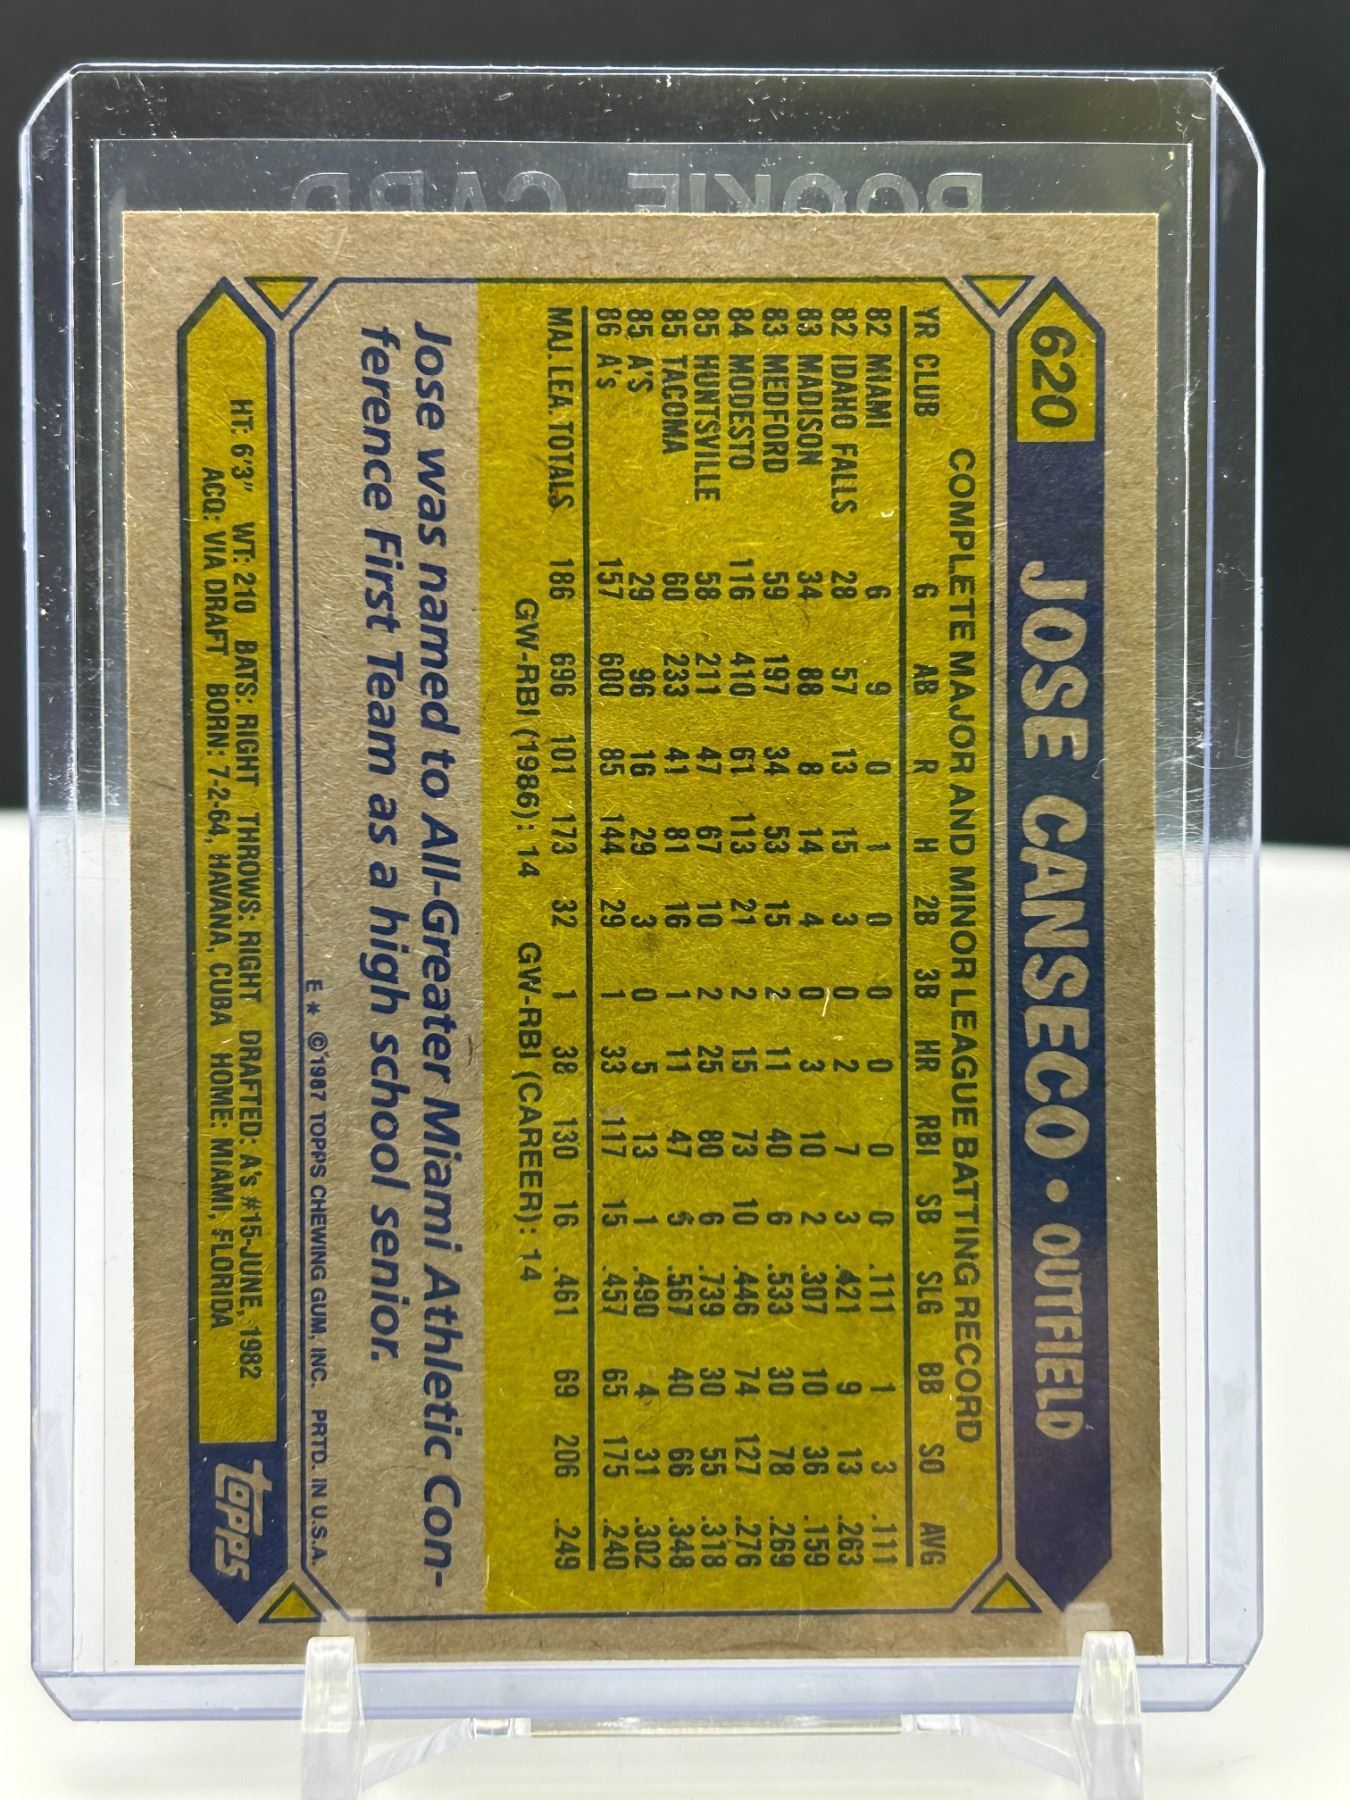 ROOKIE CARD
620 JOSE CANSECO • OUTFIELD
COMPLETE MAJOR AND MINOR LEAGUE BATTING RECORD
YR CLUB G AB R H 2B 3B HR RBI SB SLG BB SO AVG
82 MIAMI 6 9 0 1 0 0 0 0 0 .111 1 3 .111
82 IDAHO FALLS 28 57 13 15 3 0 2 7 3 .421 9 13 .263
83 MADISON 34 88 8 14 4 0 3 10 2 .307 10 36 .159
83 MEDFORD 59 197 34 53 15 2 11 40 6 .533 30 78 .269
84 MODESTO 116 410 61 113 21 2 15 73 10 .446 74 127 .276
85 HUNTSVILLE 58 211 47 67 10 2 25 80 6 .739 30 55 .318
85 TACOMA 60 233 41 81 16 1 11 47 5 .567 40 66 .348
85 A'S 29 96 16 29 3 0 5 13 1 .490 4 31 .302
86 A's 157 600 85 144 29 1 33 117 15 .457 65 175 .240
MAJ. LEA. TOTALS 186 696 101 173 32 1 38 130 16 .461 69 206 .249
GW-RBI (1986): 14 GW-RBI (CAREER): 14
Jose was named to All-Greater Miami Athletic Con-
ference First Team as a high school senior.
E * ©1987 TOPPS CHEWING GUM, INC. PRTD. IN U.S.A.
HT: 6'3" WT: 210 BATS: RIGHT THROWS: RIGHT DRAFTED: A's #15-JUNE, 1982
ACQ: VIA DRAFT BORN: 7-2-64, HAVANA, CUBA HOME: MIAMI, FLORIDA
topps